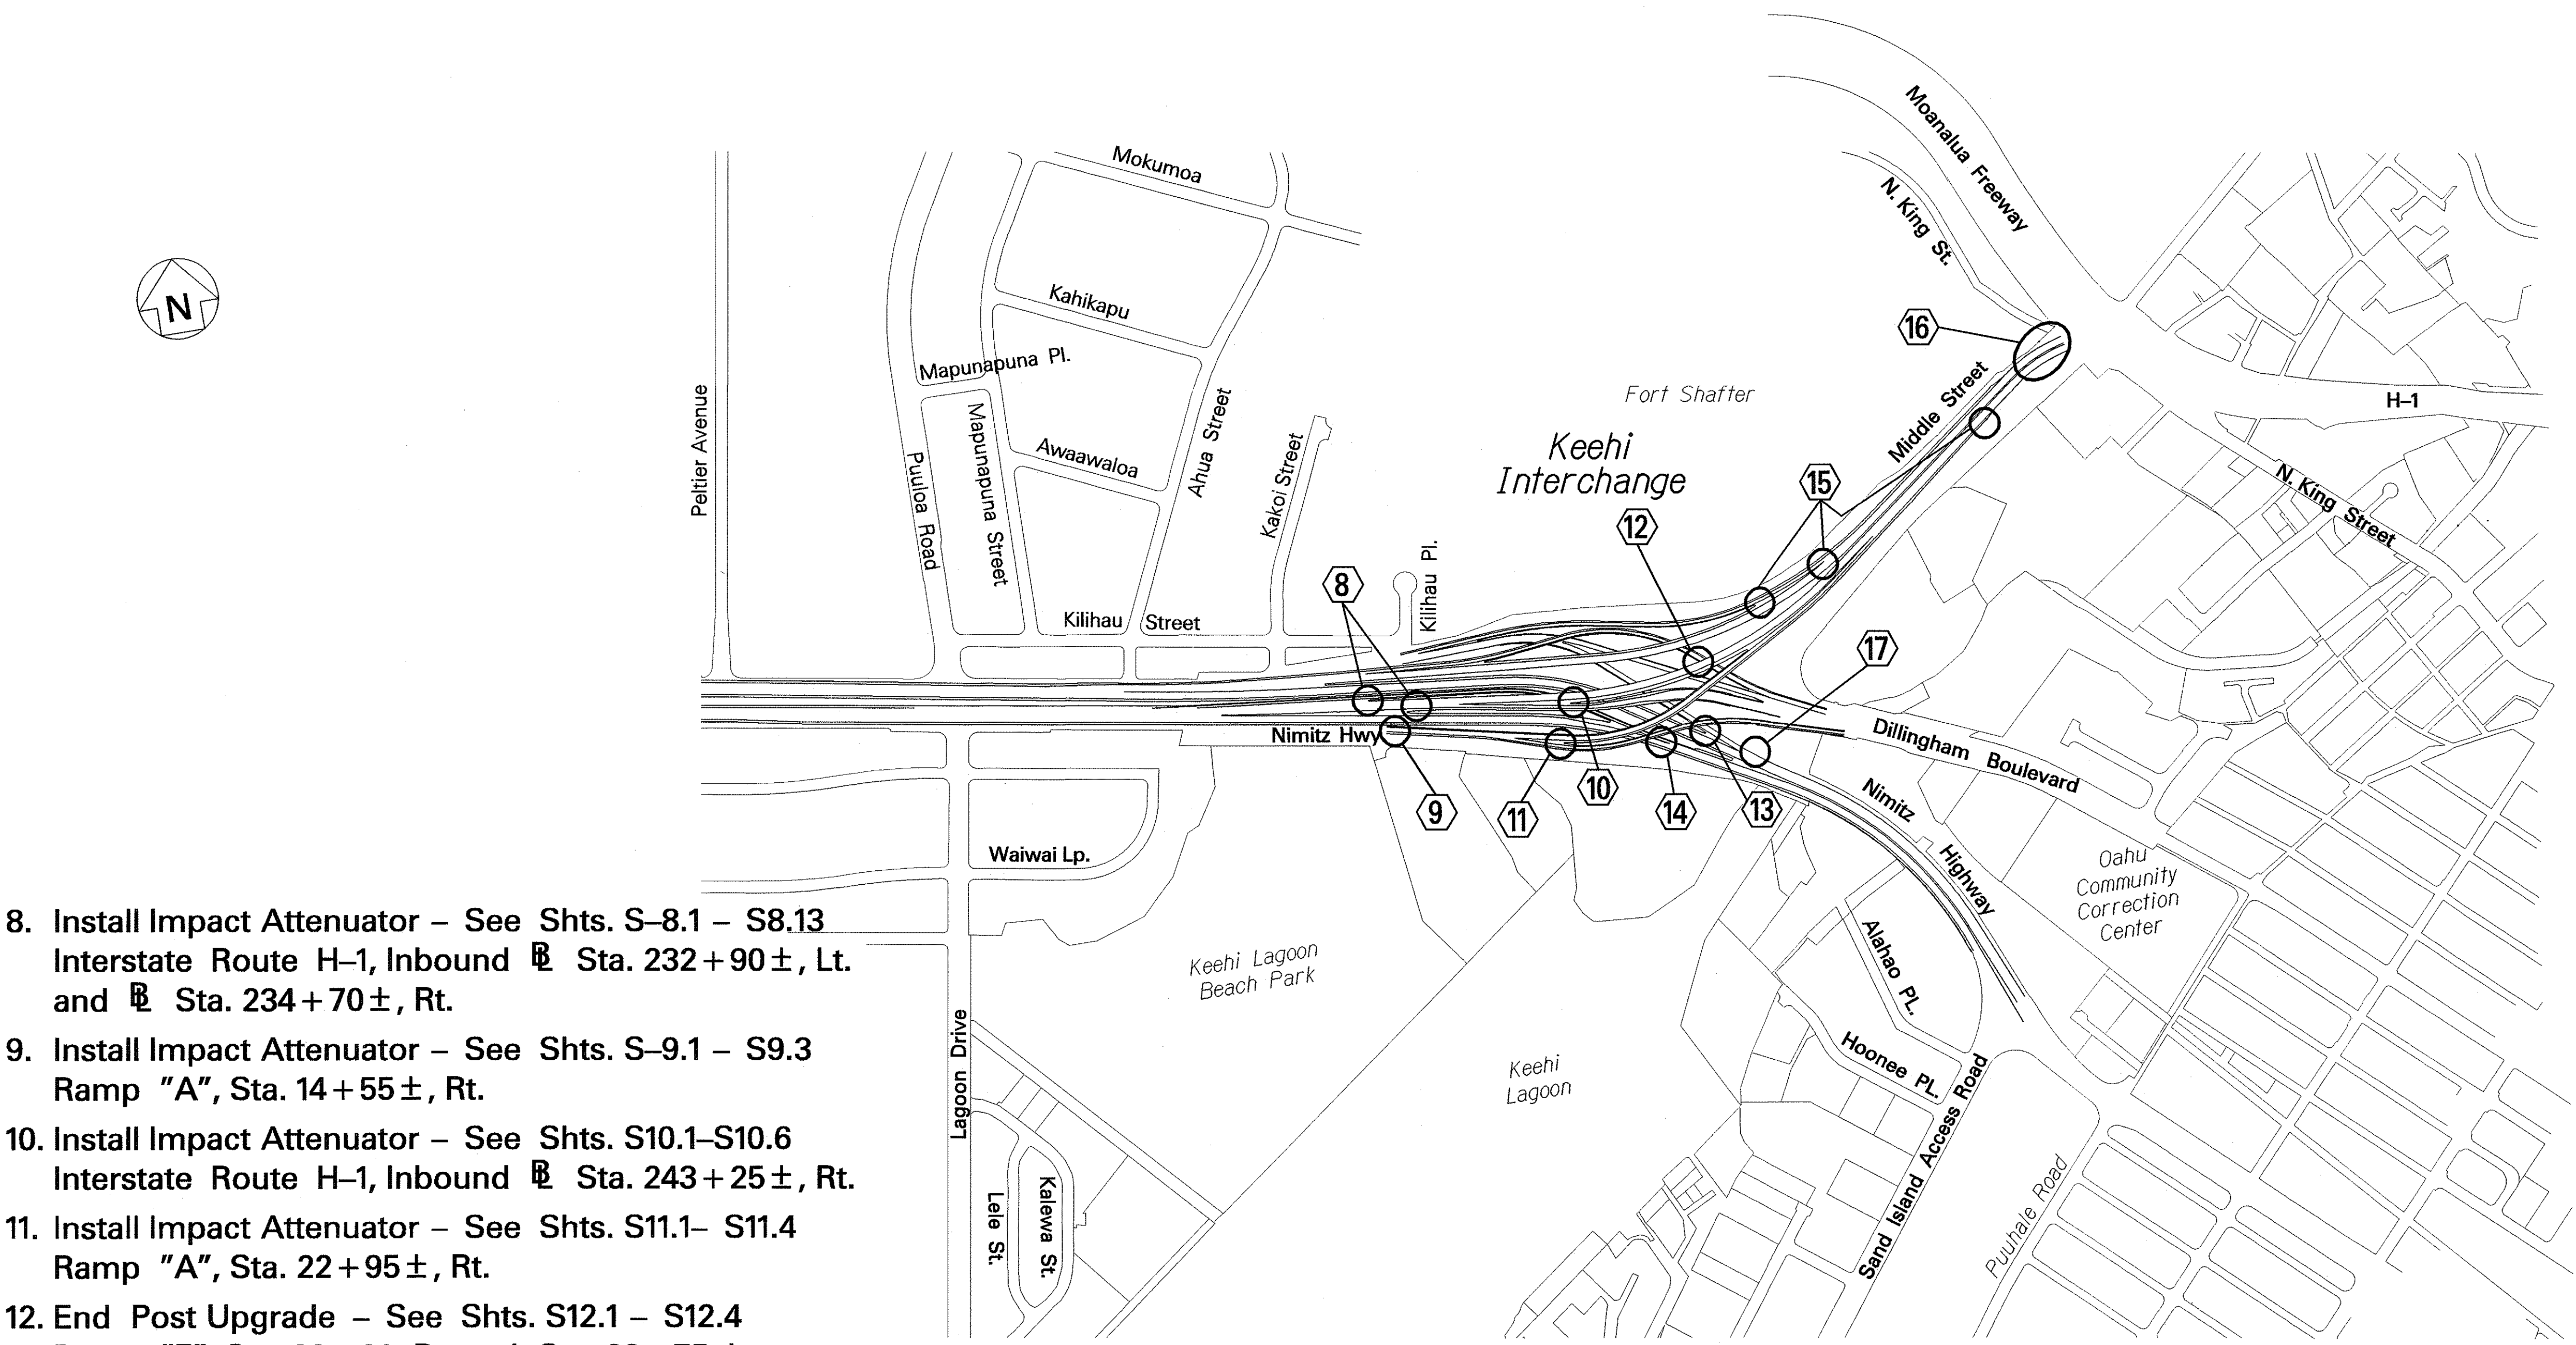 Moanalua Freeway
N. King St.
Mokumoa
N
Kahikapu
Mapunapuna Pl.
Peltier Avenue
Puuloa Road
Mapunapuna Street
Awaawaloa
Ahua Street
Kakoi Street
Kilihau Pl.
Kilihau Street
Fort Shafter
Keehi
Interchange
Middle Street
H–1
N. King Street
16
15
12
8
17
Nimitz Hwy
9
11
10
14
13
Dillingham Boulevard
Nimitz Highway
Waiwai Lp.
Oahu
Community
Correction
Center
Keehi Lagoon
Beach Park
Alahao PL.
Hoonee PL.
Keehi
Lagoon
Lagoon Drive
Lele St.
Kalewa St.
Sand Island Access Road
Puuhale Road
8. Install Impact Attenuator – See Shts. S–8.1 – S8.13
Interstate Route H–1, Inbound BL Sta. 232+90±, Lt.
and BL Sta. 234+70±, Rt.
9. Install Impact Attenuator – See Shts. S–9.1 – S9.3
Ramp "A", Sta. 14+55±, Rt.
10. Install Impact Attenuator – See Shts. S10.1–S10.6
Interstate Route H–1, Inbound BL Sta. 243+25±, Rt.
11. Install Impact Attenuator – See Shts. S11.1– S11.4
Ramp "A", Sta. 22+95±, Rt.
12. End Post Upgrade – See Shts. S12.1 – S12.4